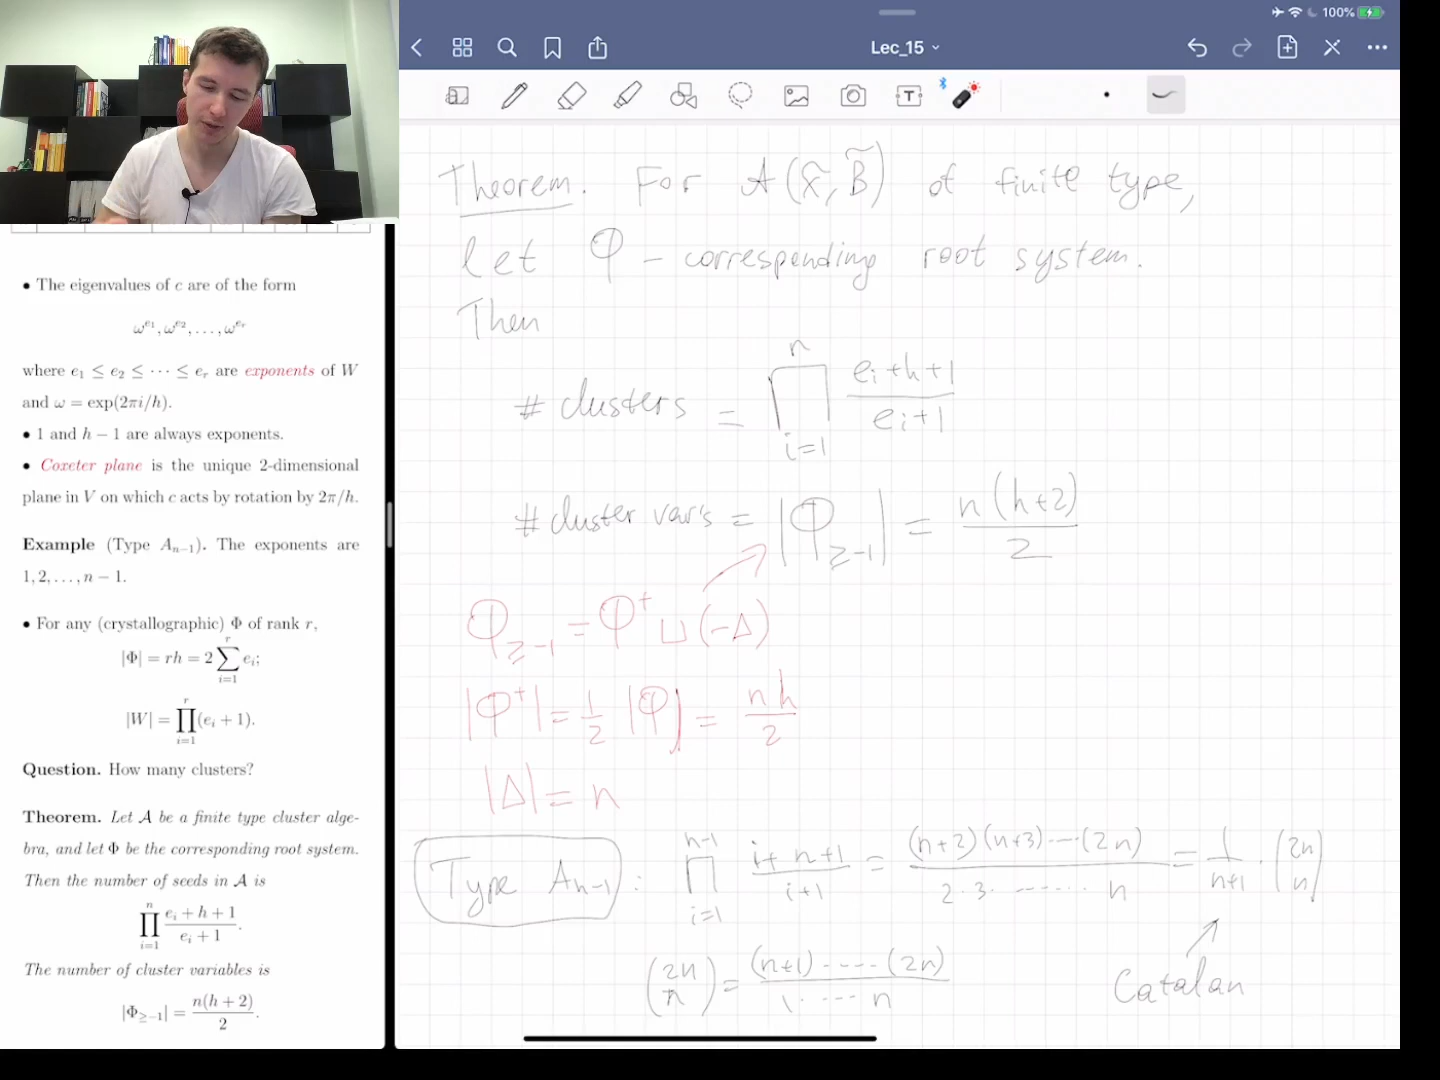 100%
Lec_15
• The eigenvalues of c are of the form
ω^{e_1}, ω^{e_2}, . . . , ω^{e_r}
where e_1 ≤ e_2 ≤ ··· ≤ e_r are exponents of W
and ω = exp(2πi/h).
• 1 and h − 1 are always exponents.
• Coxeter plane is the unique 2-dimensional
plane in V on which c acts by rotation by 2π/h.
Example (Type A_{n−1}). The exponents are
1, 2, . . . , n − 1.
• For any (crystallographic) Φ of rank r,
|Φ| = rh = 2 ∑_{i=1}^{r} e_i;
|W| = ∏_{i=1}^{r} (e_i + 1).
Question. How many clusters?
Theorem. Let A be a finite type cluster alge-
bra, and let Φ be the corresponding root system.
Then the number of seeds in A is
∏_{i=1}^{n} (e_i + h + 1)/(e_i + 1).
The number of cluster variables is
|Φ_{≥−1}| = n(h + 2)/2.
Theorem. For A(x̃, B̃) of finite type,
let Φ – corresponding root system.
Then
# clusters = ∏_{i=1}^{n} (e_i+h+1)/(e_i+1)
# cluster var's = |Φ_{≥−1}| = n(h+2)/2
Φ_{≥−1} = Φ^+ ⊔ (−Δ)
|Φ^+| = 1/2 |Φ| = nh/2
|Δ| = n
Type A_{n−1} : ∏_{i=1}^{n−1} (i+n+1)/(i+1) = (n+2)(n+3)····(2n)/(2·3·······n) = 1/(n+1) · (2n n)
(2n n) = (n+1)·····(2n)/(1·····n)
Catalan